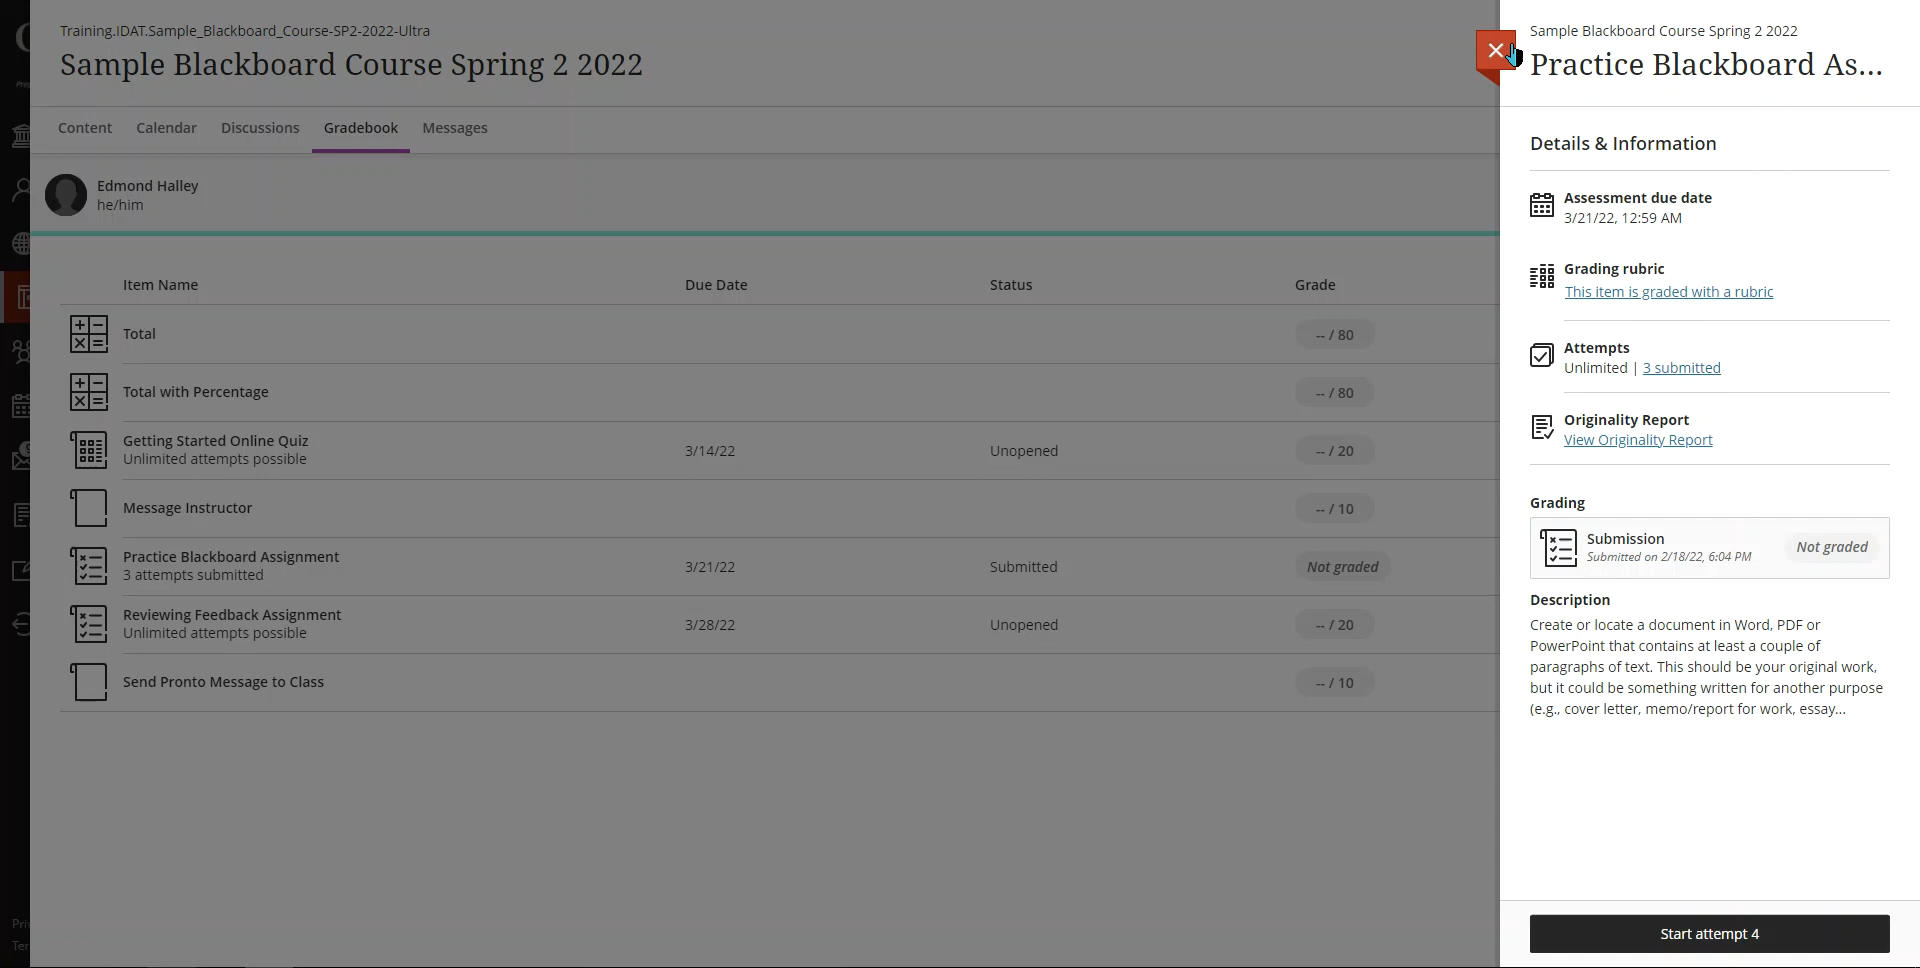 Training.IDAT.Sample_Blackboard_Course-SP2-2022-Ultra
Sample Blackboard Course Spring 2 2022
Content
Calendar
Discussions
Gradebook
Messages
Edmond Halley
he/him
Item Name
Due Date
Status
Grade
Total
-- / 80
Total with Percentage
-- / 80
Getting Started Online Quiz
Unlimited attempts possible
3/14/22
Unopened
-- / 20
Message Instructor
-- / 10
Practice Blackboard Assignment
3 attempts submitted
3/21/22
Submitted
Not graded
Reviewing Feedback Assignment
Unlimited attempts possible
3/28/22
Unopened
-- / 20
Send Pronto Message to Class
-- / 10
Sample Blackboard Course Spring 2 2022
Practice Blackboard As...
Details & Information
Assessment due date
3/21/22, 12:59 AM
Grading rubric
This item is graded with a rubric
Attempts
Unlimited | 3 submitted
Originality Report
View Originality Report
Grading
Submission
Submitted on 2/18/22, 6:04 PM
Not graded
Description
Create or locate a document in Word, PDF or
PowerPoint that contains at least a couple of
paragraphs of text. This should be your original work,
but it could be something written for another purpose
(e.g., cover letter, memo/report for work, essay...
Start attempt 4